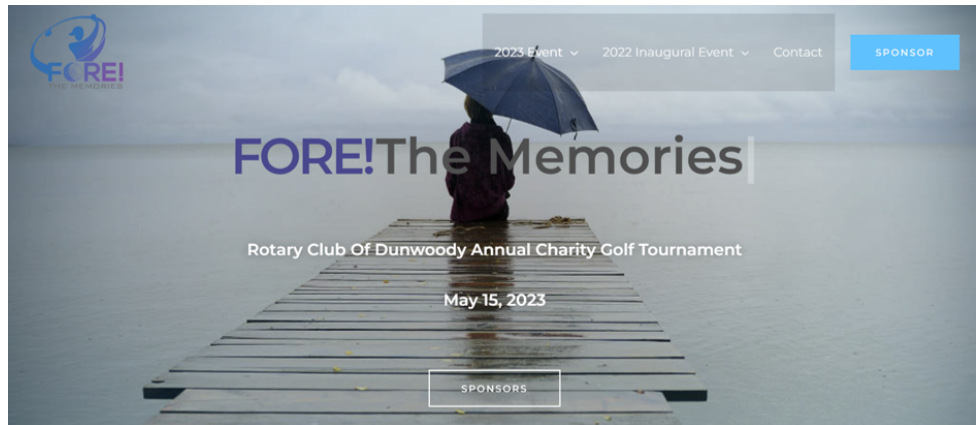 FORE!
THE MEMORIES
2023 Event
2022 Inaugural Event
Contact
SPONSOR
FORE!The Memories
Rotary Club Of Dunwoody Annual Charity Golf Tournament
May 15, 2023
SPONSORS